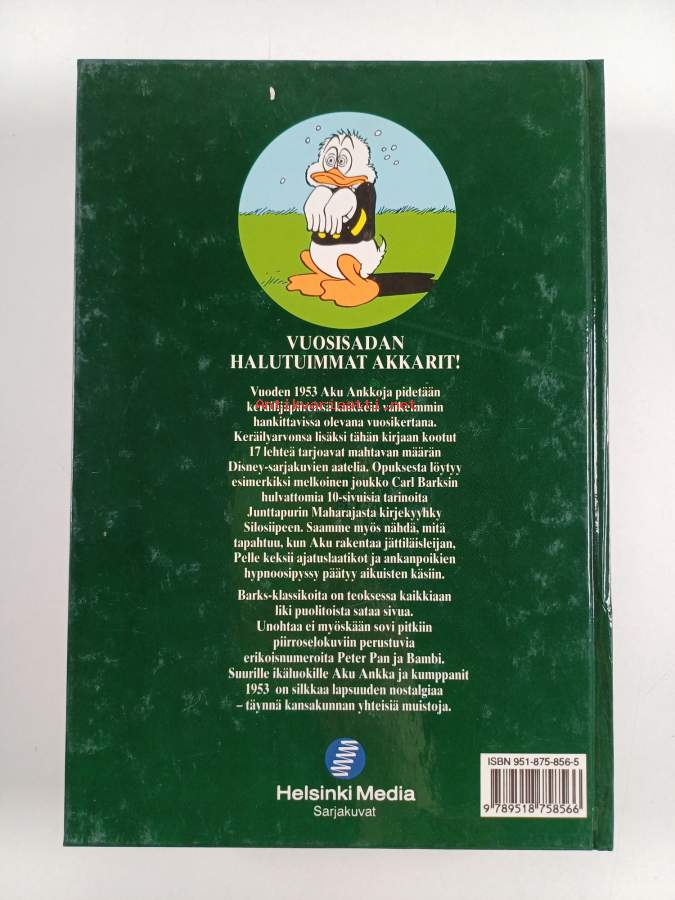 VUOSISADAN
HALUTUIMMAT AKKARIT!
Vuoden 1953 Aku Ankkoja pidetään
Antikvariaatti.net
hankittavissa olevana vuosikertana.
Keräilyarvonsa lisäksi tähän kirjaan kootut
17 lehteä tarjoavat mahtavan määrän
Disney-sarjakuvien aatelia. Opuksesta löytyy
esimerkiksi melkoinen joukko Carl Barksin
hulvattomia 10-sivuisia tarinoita
Junttapurin Maharajasta kirjekyyhky
Silosiipeen. Saamme myös nähdä, mitä
tapahtuu, kun Aku rakentaa jättiläisleijan,
Pelle keksii ajatuslaatikot ja ankanpoikien
hypnoosipyssy päätyy aikuisten käsiin.
Barks-klassikoita on teoksessa kaikkiaan
liki puolitoista sataa sivua.
Unohtaa ei myöskään sovi pitkiin
piirroselokuviin perustuvia
erikoisnumeroita Peter Pan ja Bambi.
Suurille ikäluokille Aku Ankka ja kumppanit
1953 on silkkaa lapsuuden nostalgiaa
– täynnä kansakunnan yhteisiä muistoja.
Helsinki Media
Sarjakuvat
ISBN 951-875-856-5
9 789518 758566